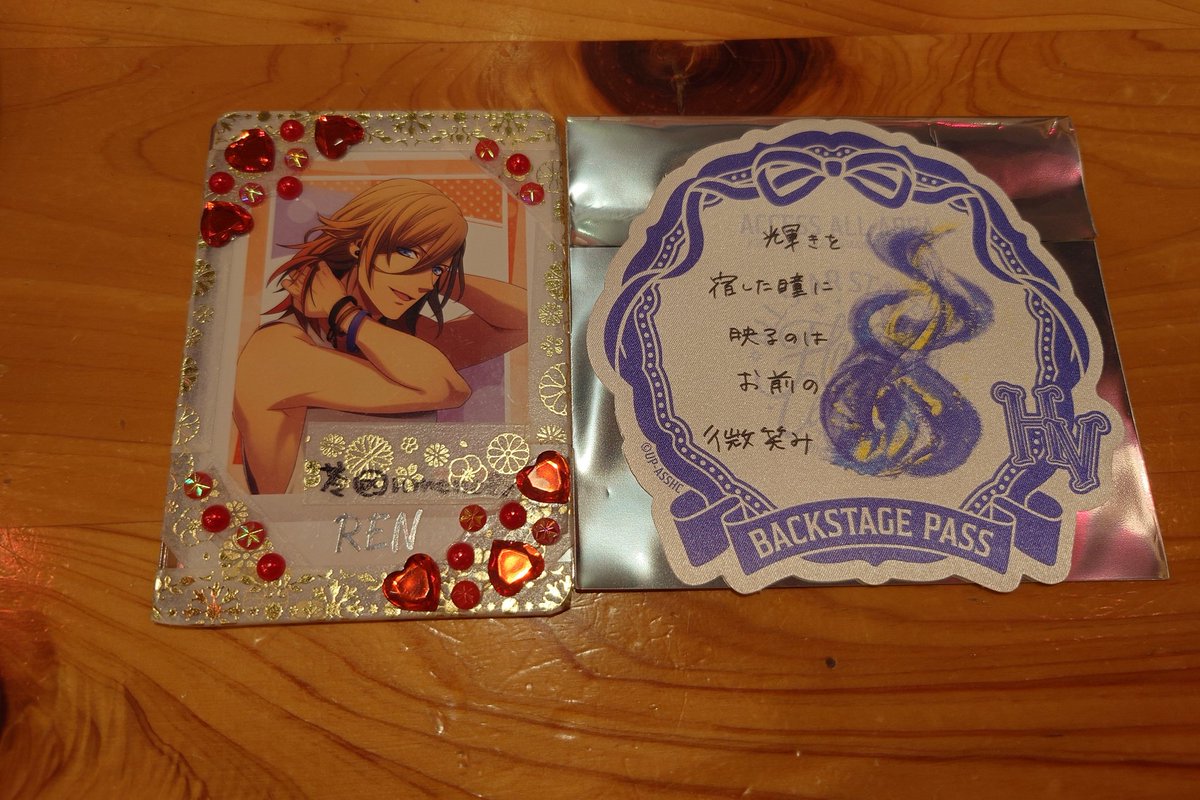 REN
輝きを
宿した瞳に
映るのは
お前の
微笑み
HV
©UP-ASSHC
BACKSTAGE PASS